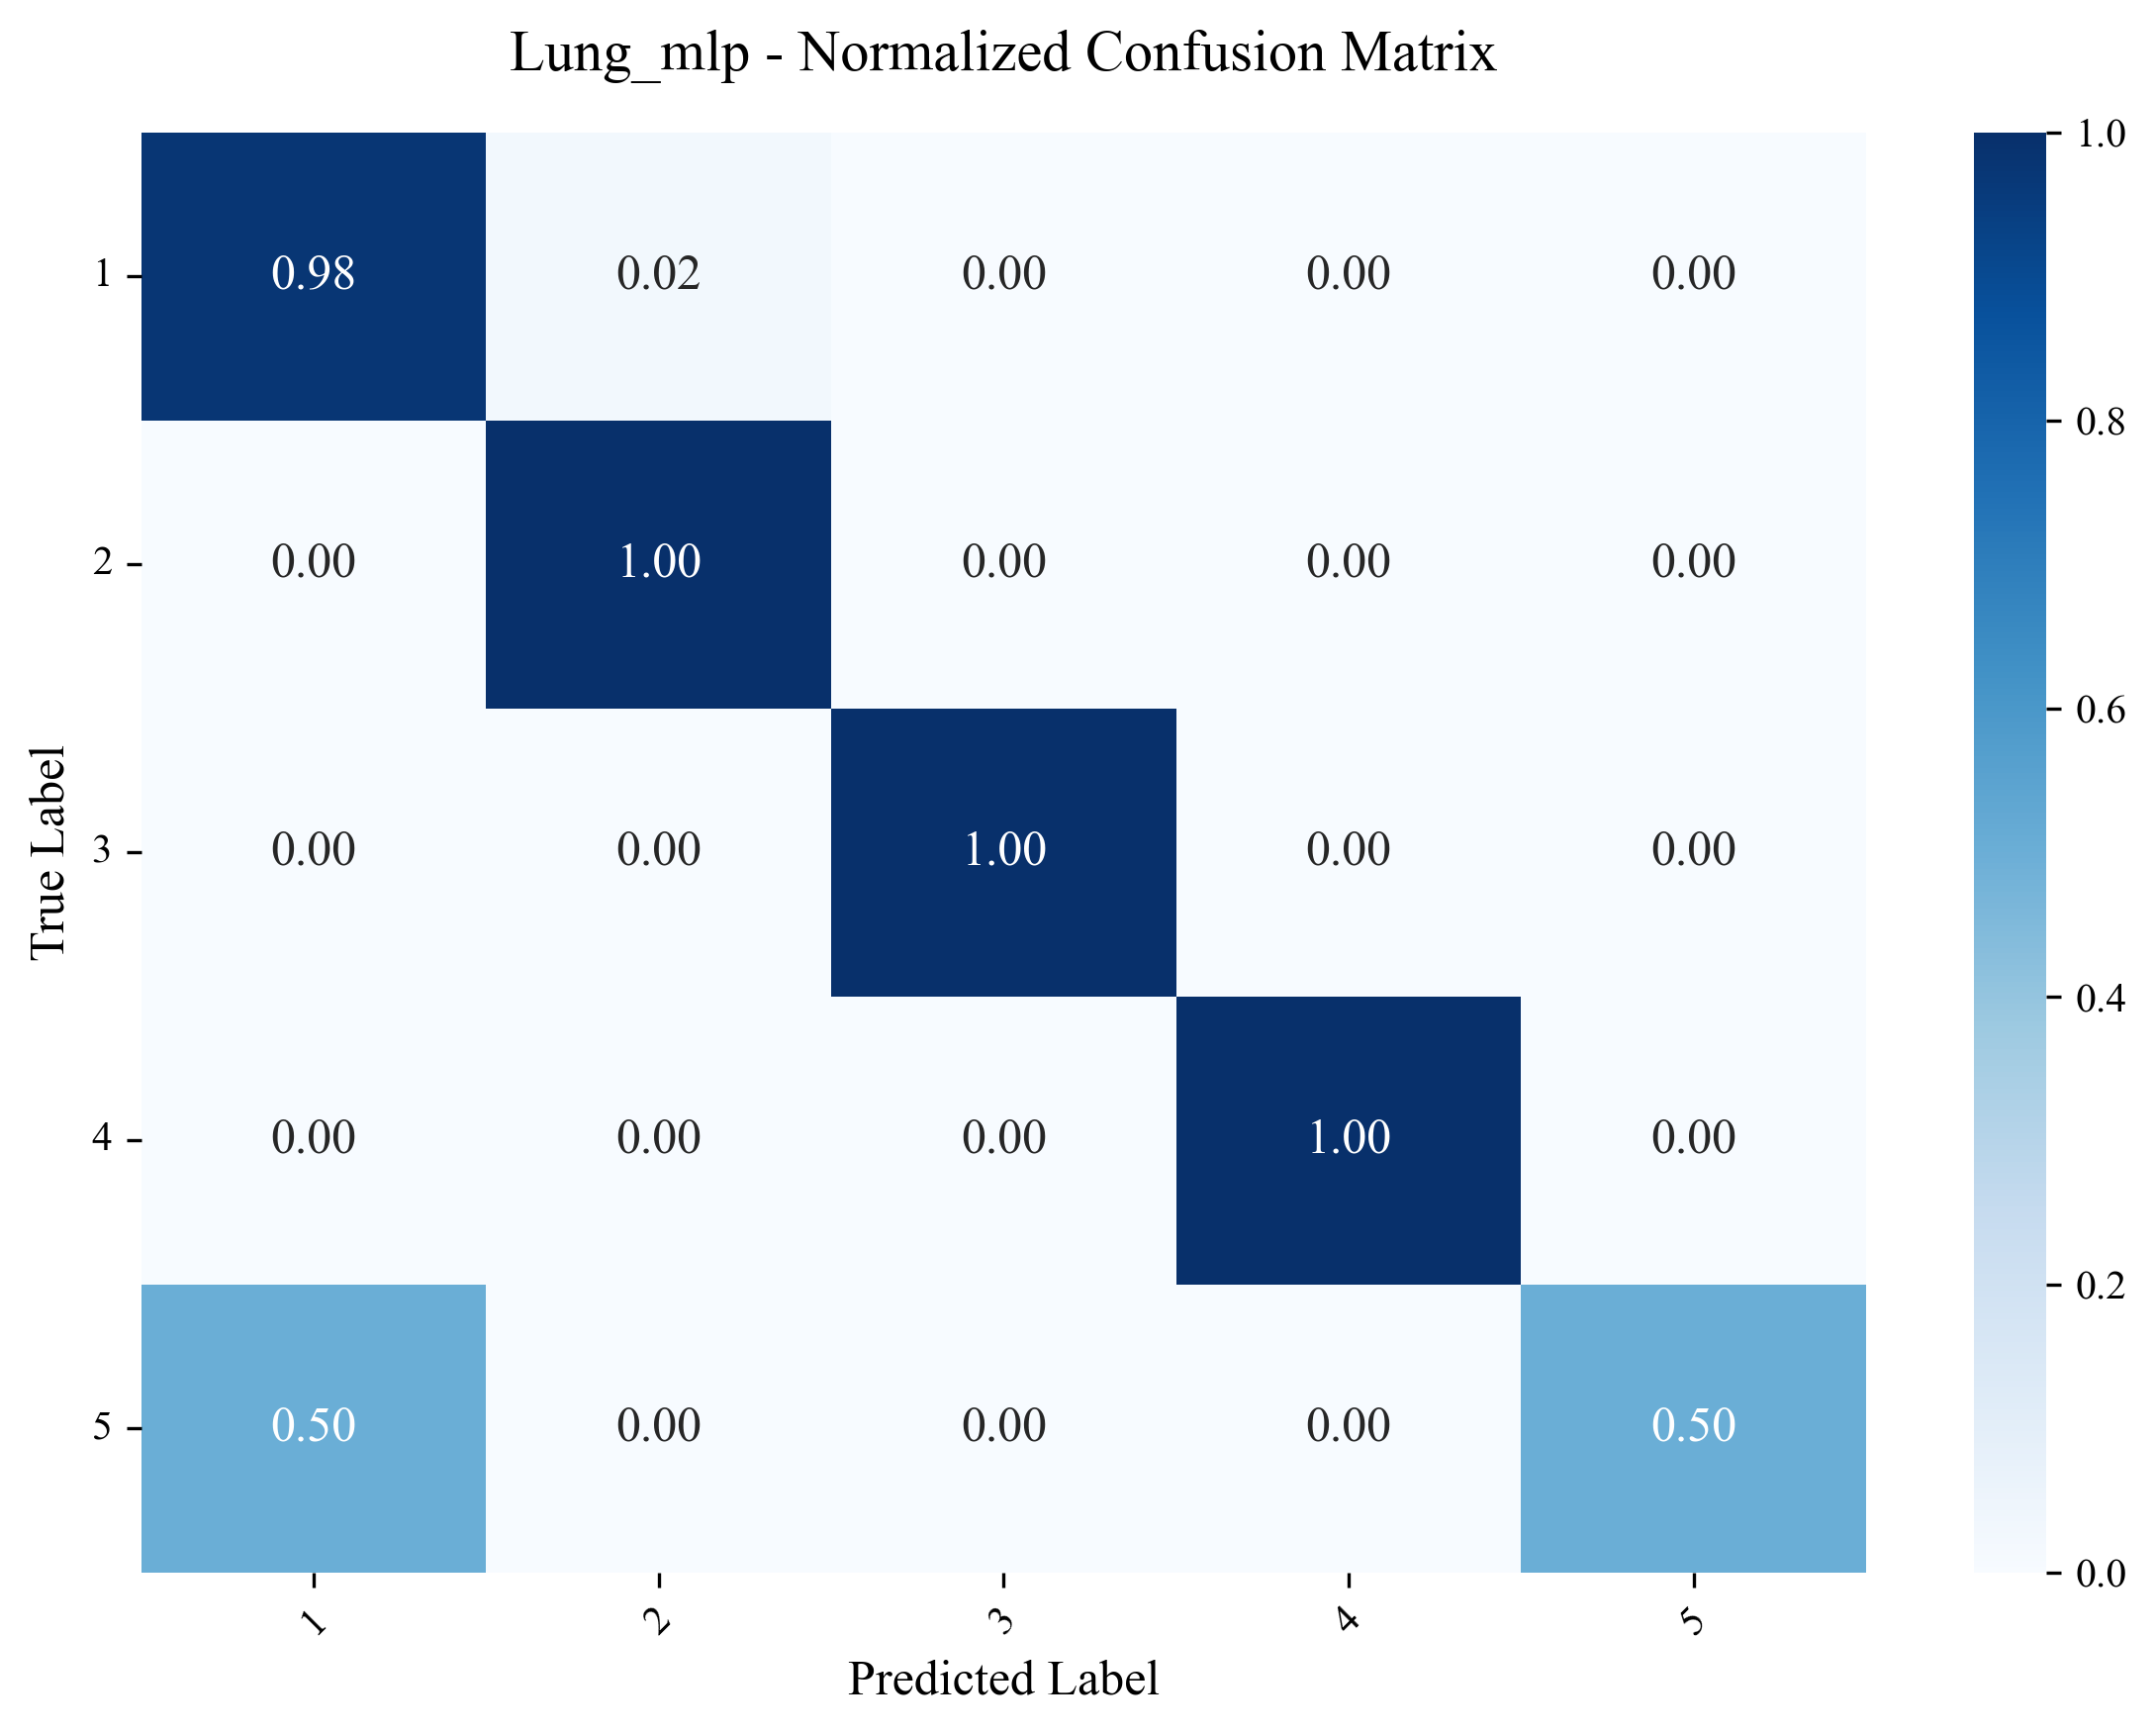 Lung_mlp - Normalized Confusion Matrix
True Label
1 0.98 0.02 0.00 0.00 0.00
2 0.00 1.00 0.00 0.00 0.00
3 0.00 0.00 1.00 0.00 0.00
4 0.00 0.00 0.00 1.00 0.00
5 0.50 0.00 0.00 0.00 0.50
1 2 3 4 5
Predicted Label
1.0
0.8
0.6
0.4
0.2
0.0